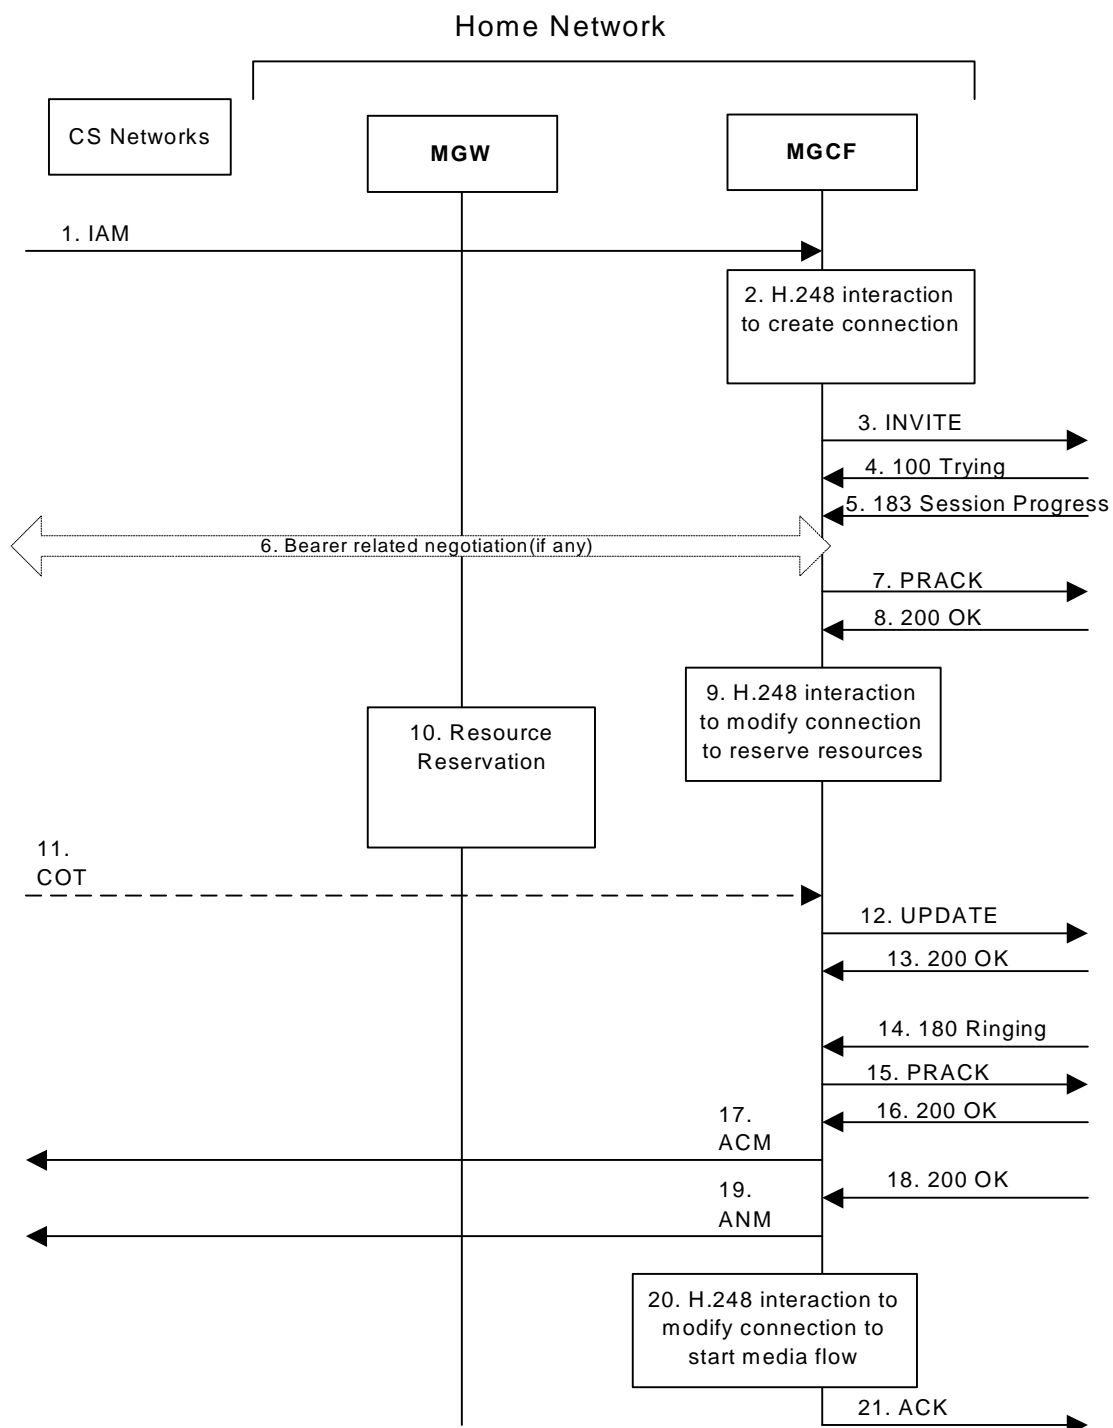 Home Network
CS Networks
MGW
MGCF
1. IAM
2. H.248 interaction
to create connection
3. INVITE
4. 100 Trying
5. 183 Session Progress
6. Bearer related negotiation(if any)
7. PRACK
8. 200 OK
9. H.248 interaction
to modify connection
to reserve resources
10. Resource
Reservation
11.
COT
12. UPDATE
13. 200 OK
14. 180 Ringing
15. PRACK
16. 200 OK
17.
ACM
18. 200 OK
19.
ANM
20. H.248 interaction to
modify connection to
start media flow
21. ACK